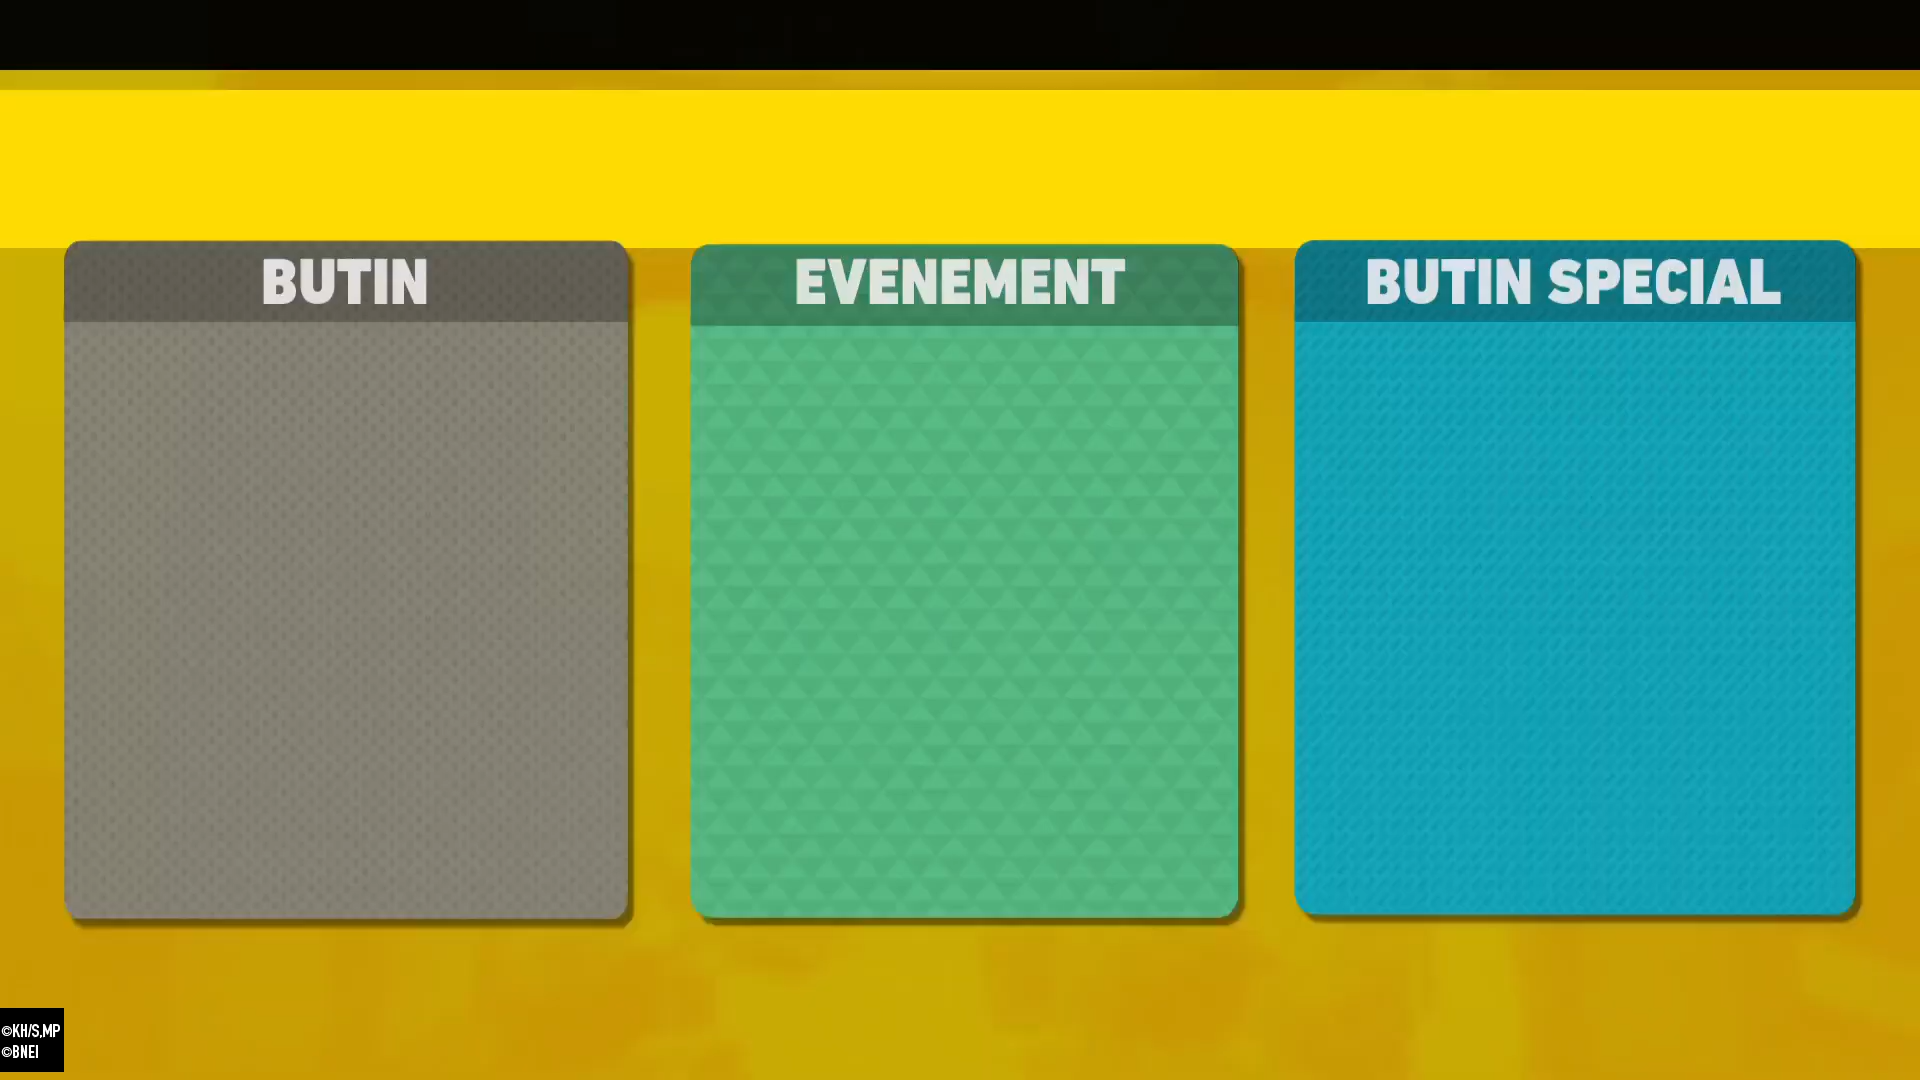 BUTIN
EVENEMENT
BUTIN SPECIAL
©KH/S,MP
©BNEI